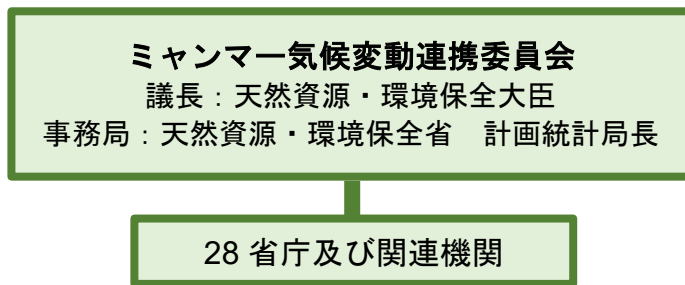 ミャンマー気候変動連携委員会
議長：天然資源・環境保全大臣
事務局：天然資源・環境保全省　計画統計局長
28 省庁及び関連機関